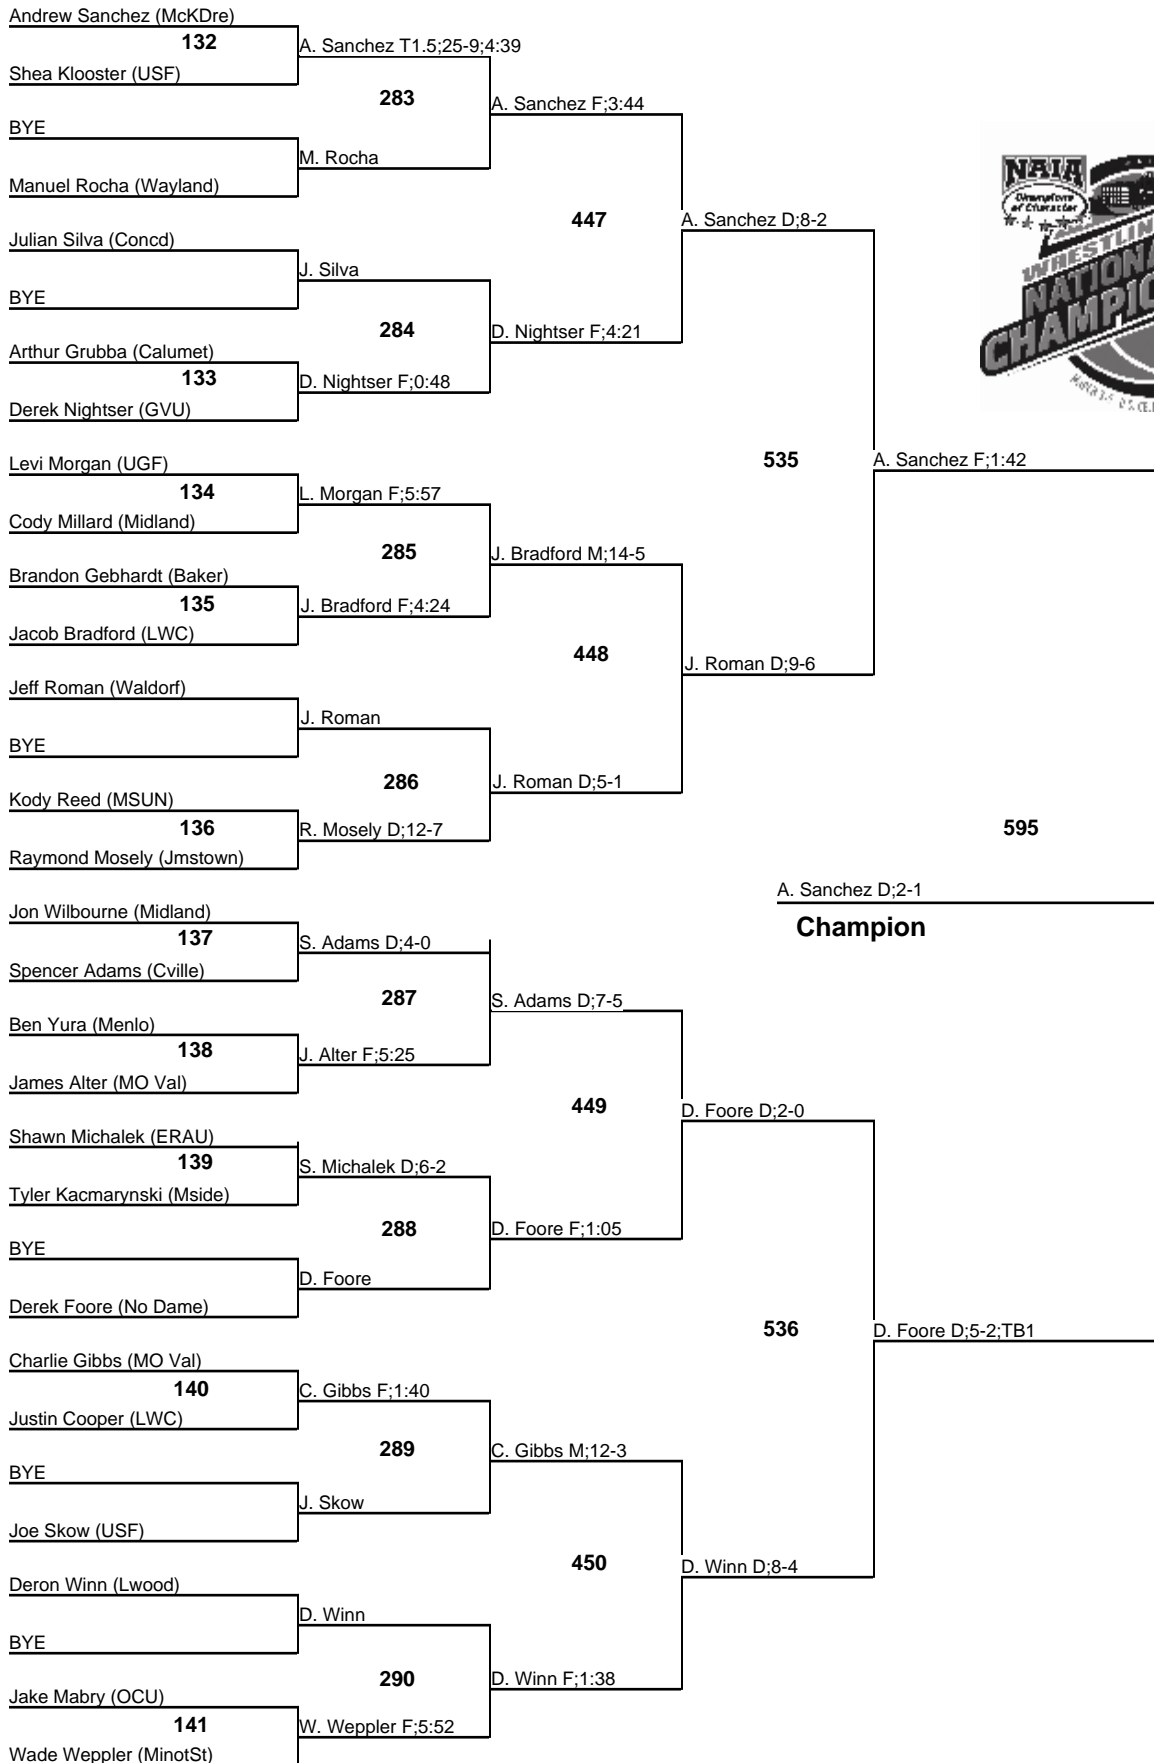 Andrew Sanchez (McKDre)
132
A. Sanchez T1.5;25-9;4:39
Shea Klooster (USF)
283
A. Sanchez F;3:44
BYE
M. Rocha
Manuel Rocha (Wayland)
447
A. Sanchez D;8-2
Julian Silva (Concd)
J. Silva
BYE
284
D. Nightser F;4:21
Arthur Grubba (Calumet)
133
D. Nightser F;0:48
Derek Nightser (GVU)
NAIA
Champions
of Character
WRESTLIN
NATIONA
CHAMPIO
535
A. Sanchez F;1:42
Levi Morgan (UGF)
134
L. Morgan F;5:57
Cody Millard (Midland)
285
J. Bradford M;14-5
Brandon Gebhardt (Baker)
135
J. Bradford F;4:24
Jacob Bradford (LWC)
448
J. Roman D;9-6
Jeff Roman (Waldorf)
J. Roman
BYE
286
J. Roman D;5-1
Kody Reed (MSUN)
136
R. Mosely D;12-7
Raymond Mosely (Jmstown)
595
A. Sanchez D;2-1
Champion
Jon Wilbourne (Midland)
137
S. Adams D;4-0
Spencer Adams (Cville)
287
S. Adams D;7-5
Ben Yura (Menlo)
138
J. Alter F;5:25
James Alter (MO Val)
449
D. Foore D;2-0
Shawn Michalek (ERAU)
139
S. Michalek D;6-2
Tyler Kacmarynski (Mside)
288
D. Foore F;1:05
BYE
D. Foore
Derek Foore (No Dame)
536
D. Foore D;5-2;TB1
Charlie Gibbs (MO Val)
140
C. Gibbs F;1:40
Justin Cooper (LWC)
289
C. Gibbs M;12-3
BYE
J. Skow
Joe Skow (USF)
450
D. Winn D;8-4
Deron Winn (Lwood)
D. Winn
BYE
290
D. Winn F;1:38
Jake Mabry (OCU)
141
W. Weppler F;5:52
Wade Weppler (MinotSt)